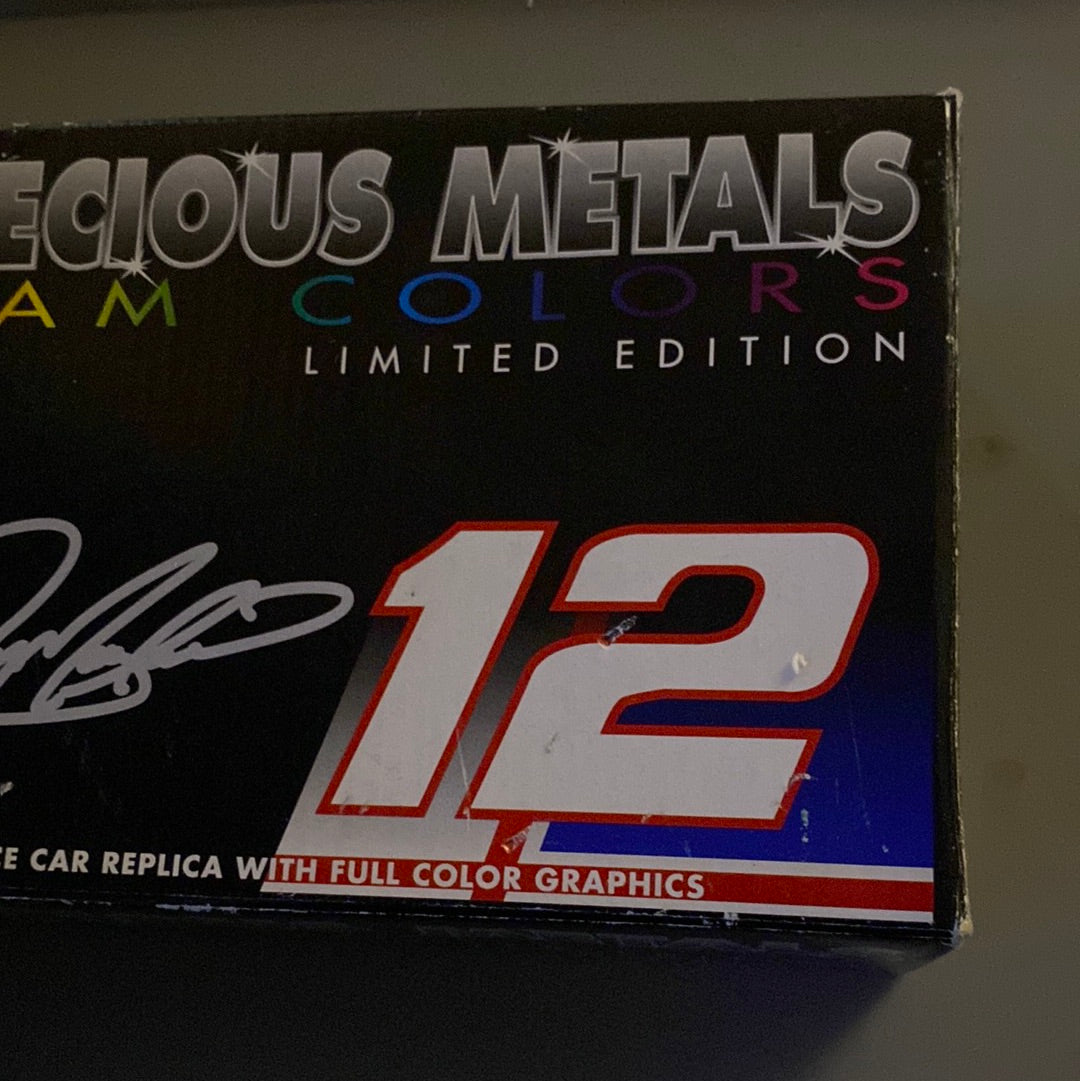 ECIOUS METALS
AM COLORS
LIMITED EDITION
12
E CAR REPLICA WITH FULL COLOR GRAPHICS